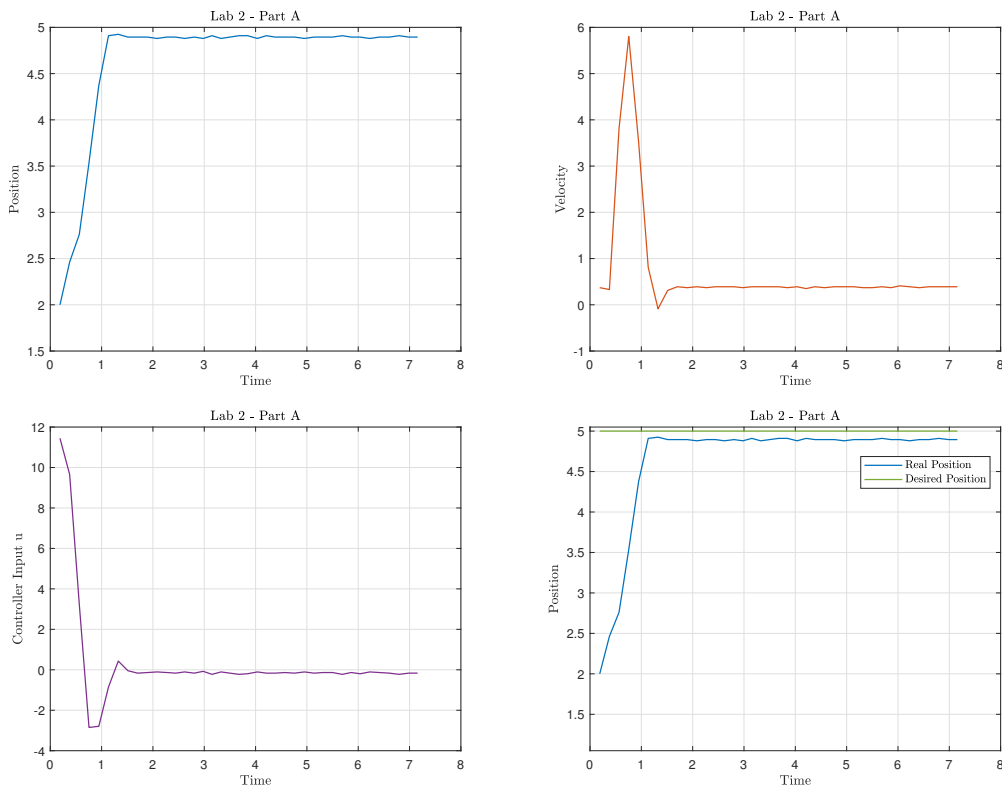 Lab 2 - Part A
5
4.5
4
3.5
3
2.5
2
1.5
Position
0 1 2 3 4 5 6 7 8
Time
Lab 2 - Part A
6
5
4
3
2
1
0
-1
Velocity
0 1 2 3 4 5 6 7 8
Time
Lab 2 - Part A
12
10
8
6
4
2
0
-2
-4
Controller Input u
0 1 2 3 4 5 6 7 8
Time
Lab 2 - Part A
5
4.5
4
3.5
3
2.5
2
1.5
Position
Real Position
Desired Position
0 1 2 3 4 5 6 7 8
Time